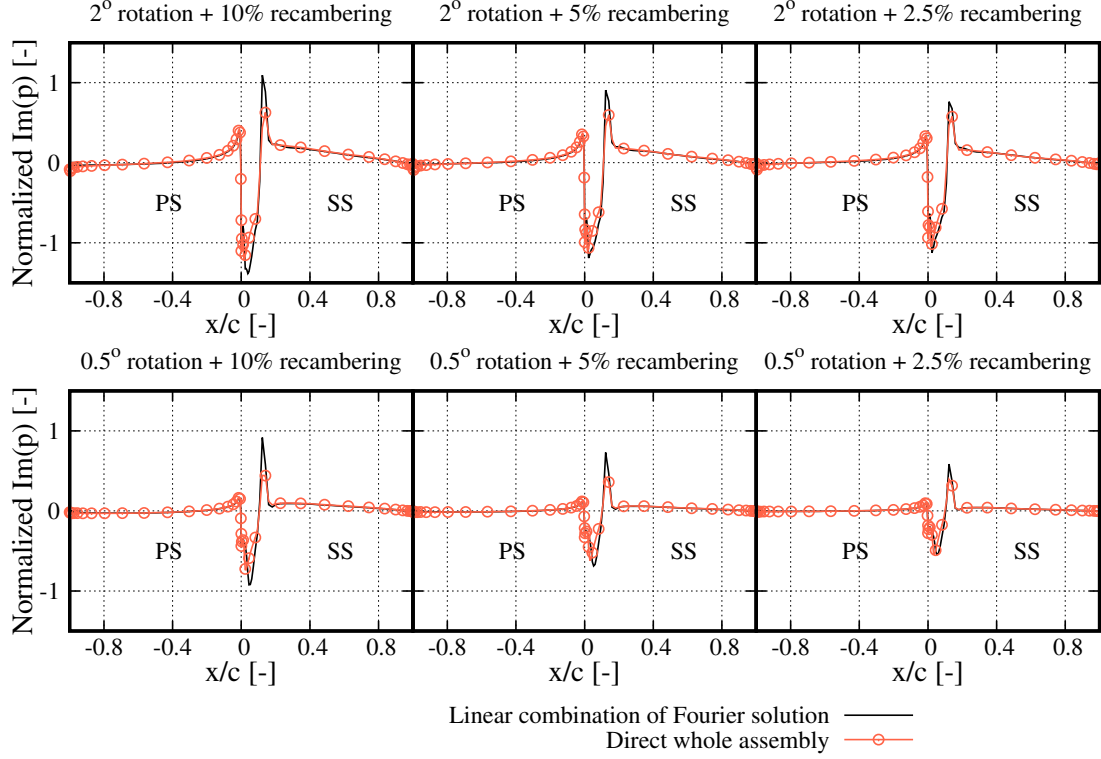 2° rotation + 10% recambering
2° rotation + 5% recambering
2° rotation + 2.5% recambering
Normalized Im(p) [-]
1
0
-1
PS
SS
PS
SS
PS
SS
-0.8 -0.4 0 0.4 0.8
-0.8 -0.4 0 0.4 0.8
-0.8 -0.4 0 0.4 0.8
x/c [-]
x/c [-]
x/c [-]
0.5° rotation + 10% recambering
0.5° rotation + 5% recambering
0.5° rotation + 2.5% recambering
Normalized Im(p) [-]
1
0
-1
PS
SS
PS
SS
PS
SS
-0.8 -0.4 0 0.4 0.8
-0.8 -0.4 0 0.4 0.8
-0.8 -0.4 0 0.4 0.8
x/c [-]
x/c [-]
x/c [-]
Linear combination of Fourier solution
Direct whole assembly